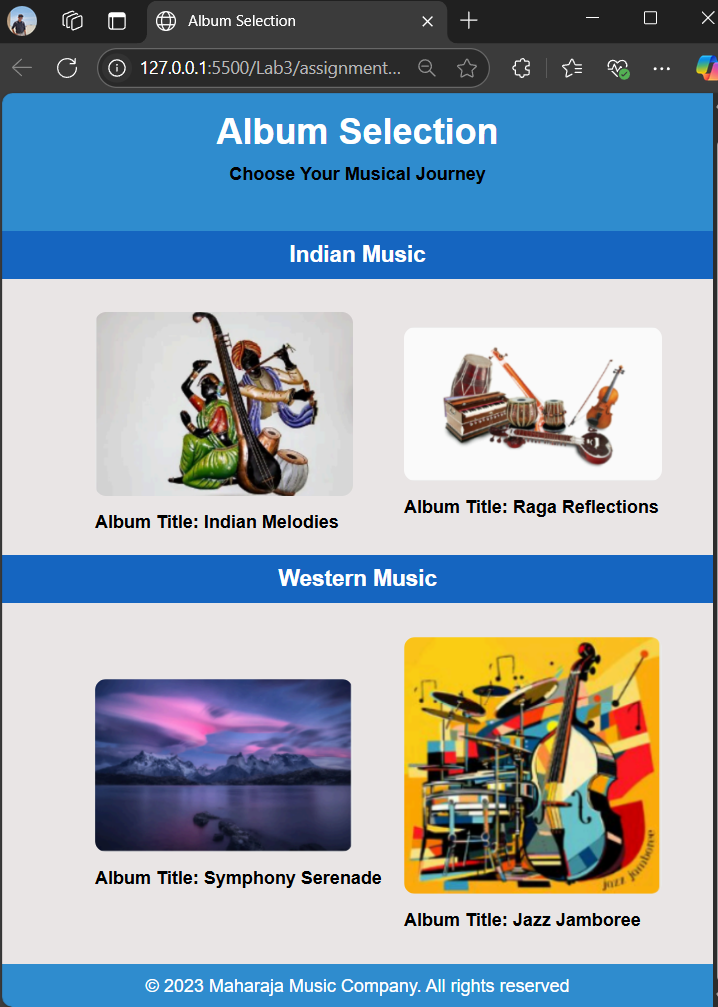 Album Selection
127.0.0.1:5500/Lab3/assignment...
Album Selection
Choose Your Musical Journey
Indian Music
Album Title: Indian Melodies
Album Title: Raga Reflections
Western Music
jazz jamboree
Album Title: Symphony Serenade
Album Title: Jazz Jamboree
© 2023 Maharaja Music Company. All rights reserved